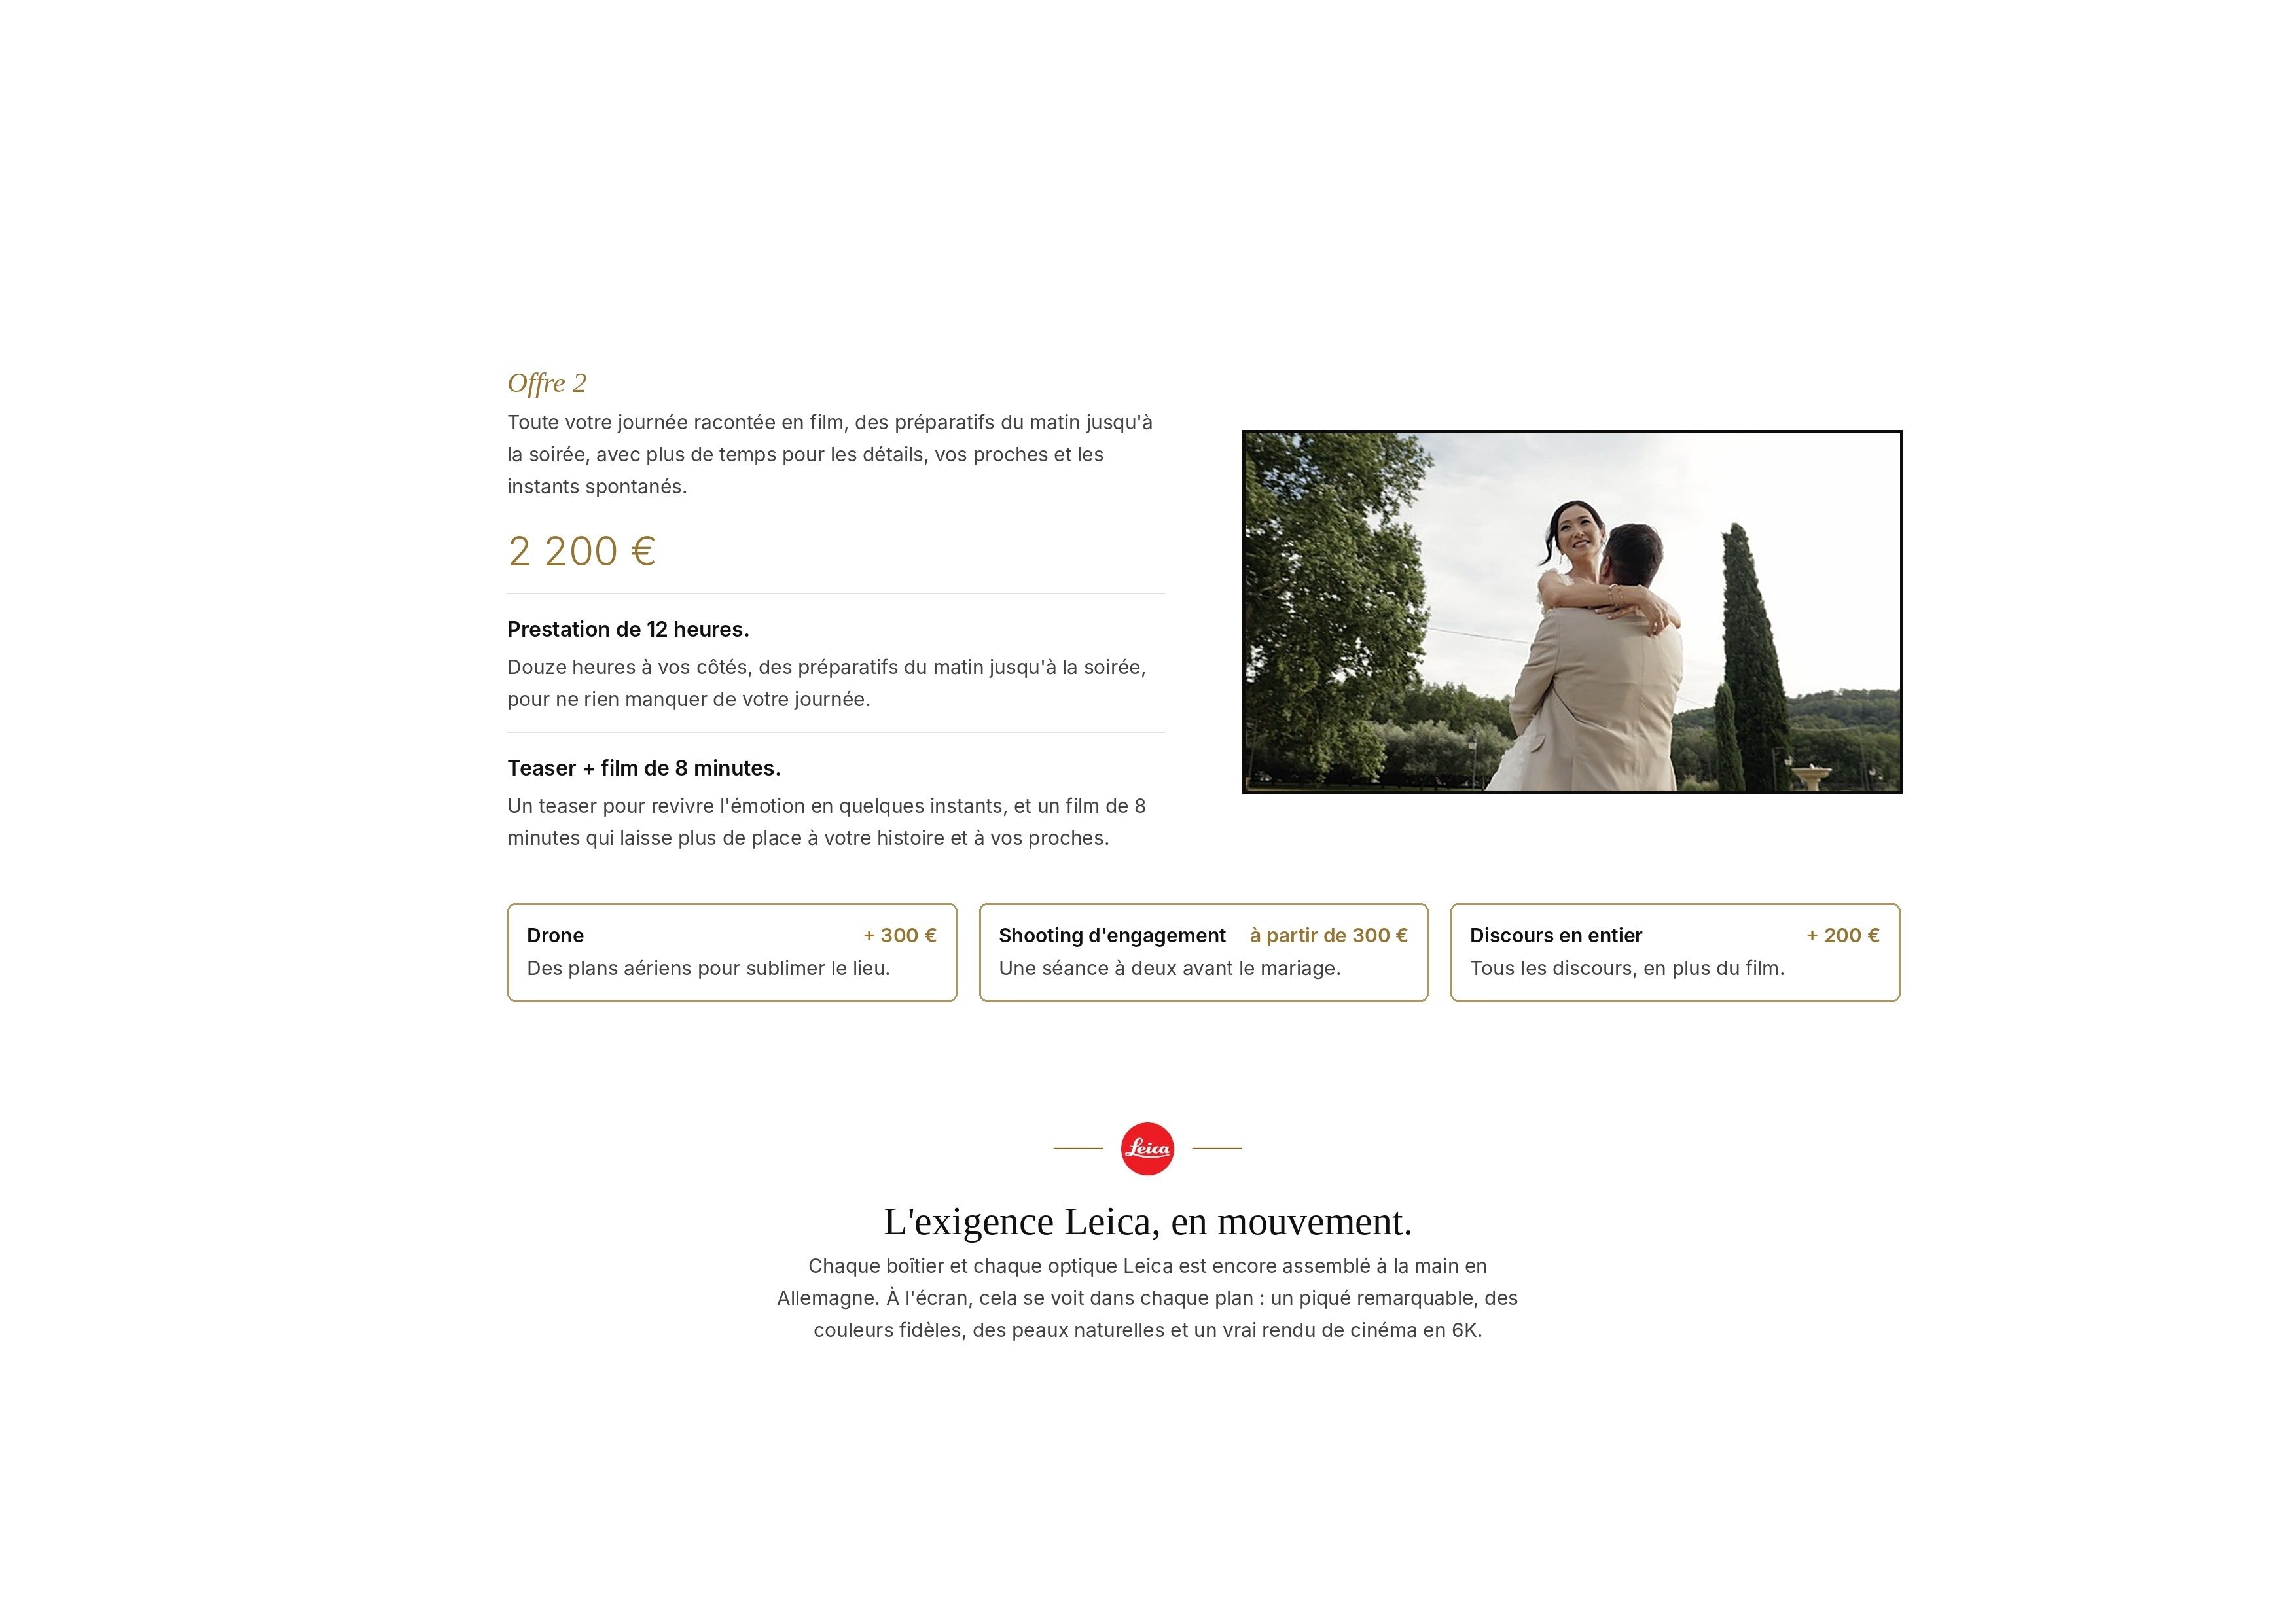 Offre 2
Toute votre journée racontée en film, des préparatifs du matin jusqu'à
la soirée, avec plus de temps pour les détails, vos proches et les
instants spontanés.
2 200 €
Prestation de 12 heures.
Douze heures à vos côtés, des préparatifs du matin jusqu'à la soirée,
pour ne rien manquer de votre journée.
Teaser + film de 8 minutes.
Un teaser pour revivre l'émotion en quelques instants, et un film de 8
minutes qui laisse plus de place à votre histoire et à vos proches.
Drone + 300 €
Des plans aériens pour sublimer le lieu.
Shooting d'engagement à partir de 300 €
Une séance à deux avant le mariage.
Discours en entier + 200 €
Tous les discours, en plus du film.
Leica
L'exigence Leica, en mouvement.
Chaque boîtier et chaque optique Leica est encore assemblé à la main en
Allemagne. À l'écran, cela se voit dans chaque plan : un piqué remarquable, des
couleurs fidèles, des peaux naturelles et un vrai rendu de cinéma en 6K.